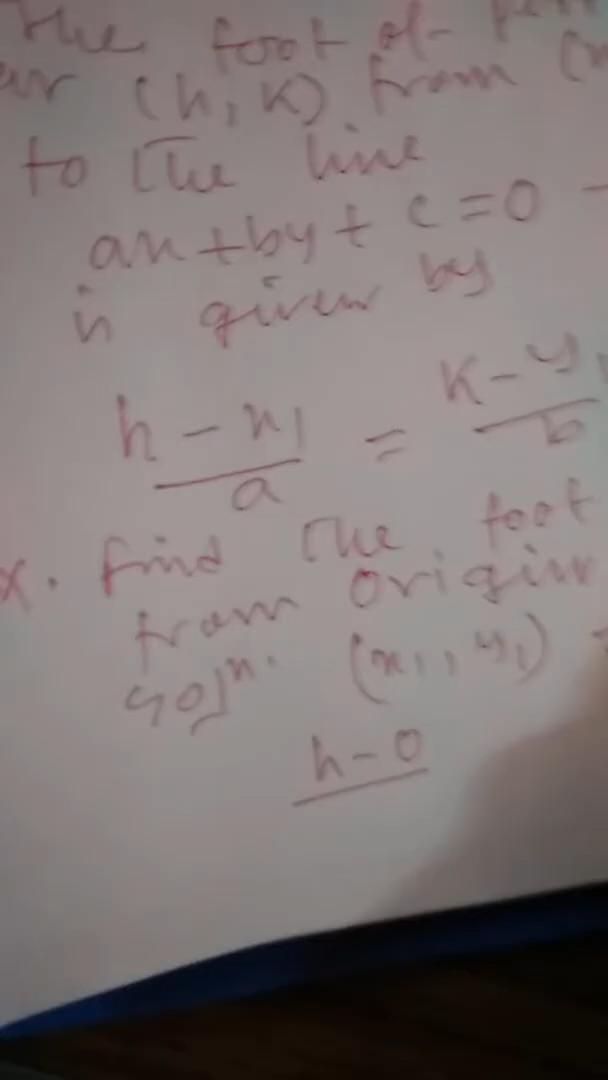 The foot of
(h, k) from
to the line
ax + by + c = 0
is given by
h - x1 / a = k - y1 / b
x. Find the foot
from origin
Soln. (x1, y1)
h - 0